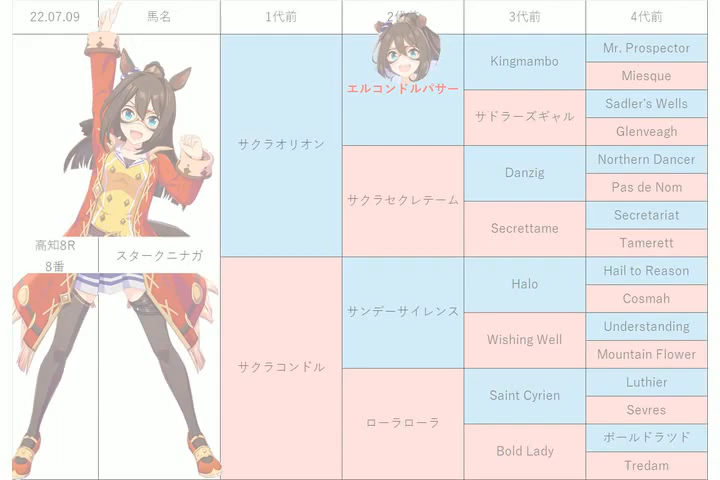 22.07.09
馬名
1代前
2代前
3代前
4代前
高知8R
8番
スタークニナガ
サクラオリオン
エルコンドルパサー
Kingmambo
Mr. Prospector
Miesque
サドラーズギャル
Sadler's Wells
Glenveagh
サクラセクレテーム
Danzig
Northern Dancer
Pas de Nom
Secrettame
Secretariat
Tamerett
サクラコンドル
サンデーサイレンス
Halo
Hail to Reason
Cosmah
Wishing Well
Understanding
Mountain Flower
ローラローラ
Saint Cyrien
Luthier
Sevres
Bold Lady
ボールドラツド
Tredam